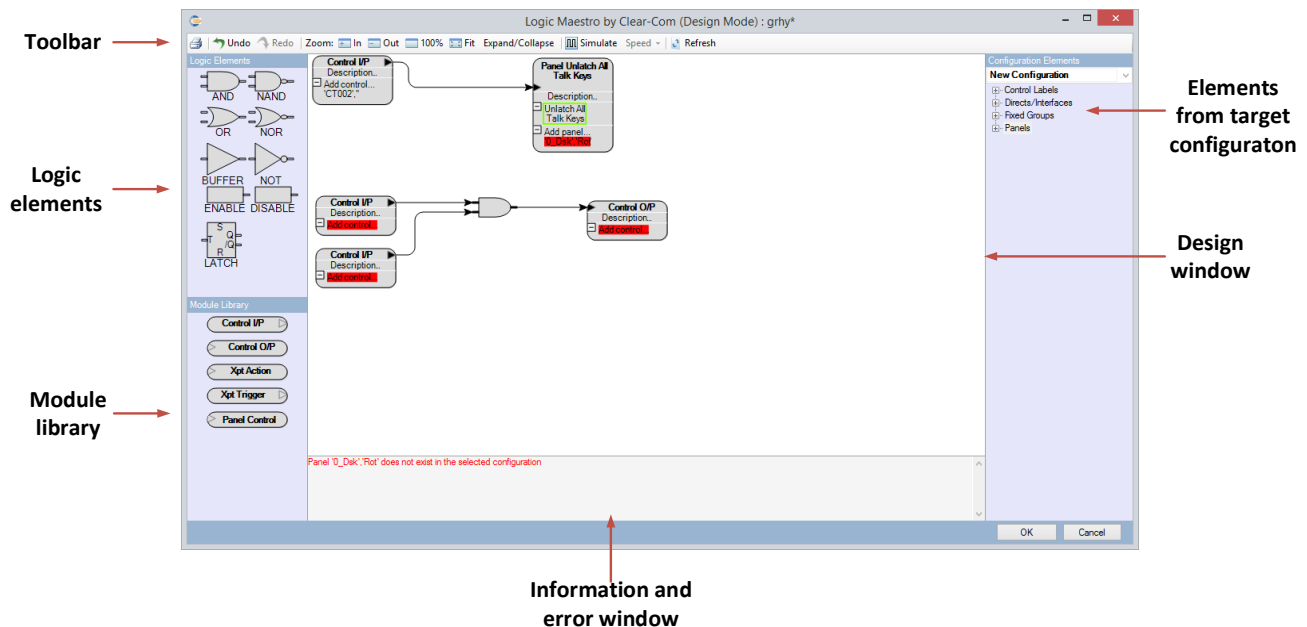 Logic Maestro by Clear-Com (Design Mode) : grhy*
Toolbar
Undo Redo Zoom: In Out 100% Fit Expand/Collapse Simulate Speed Refresh
Logic Elements
AND NAND
OR NOR
BUFFER NOT
ENABLE DISABLE
S
T Q
/Q
R
LATCH
Logic
elements
Module Library
Control I/P
Control O/P
Xpt Action
Xpt Trigger
Panel Control
Module
library
Control I/P
Description..
Add control...
'CT002',''
Panel Unlatch All
Talk Keys
Description..
Unlatch All
Talk Keys
Add panel...
'0_Dsk','Rot'
Control I/P
Description..
Add control...
Control I/P
Description..
Add control...
Control O/P
Description..
Add control...
Configuration Elements
New Configuration
Control Labels
Directs/Interfaces
Fixed Groups
Panels
Elements
from target
configuraton
Design
window
Panel '0_Dsk','Rot' does not exist in the selected configuration
OK Cancel
Information and
error window